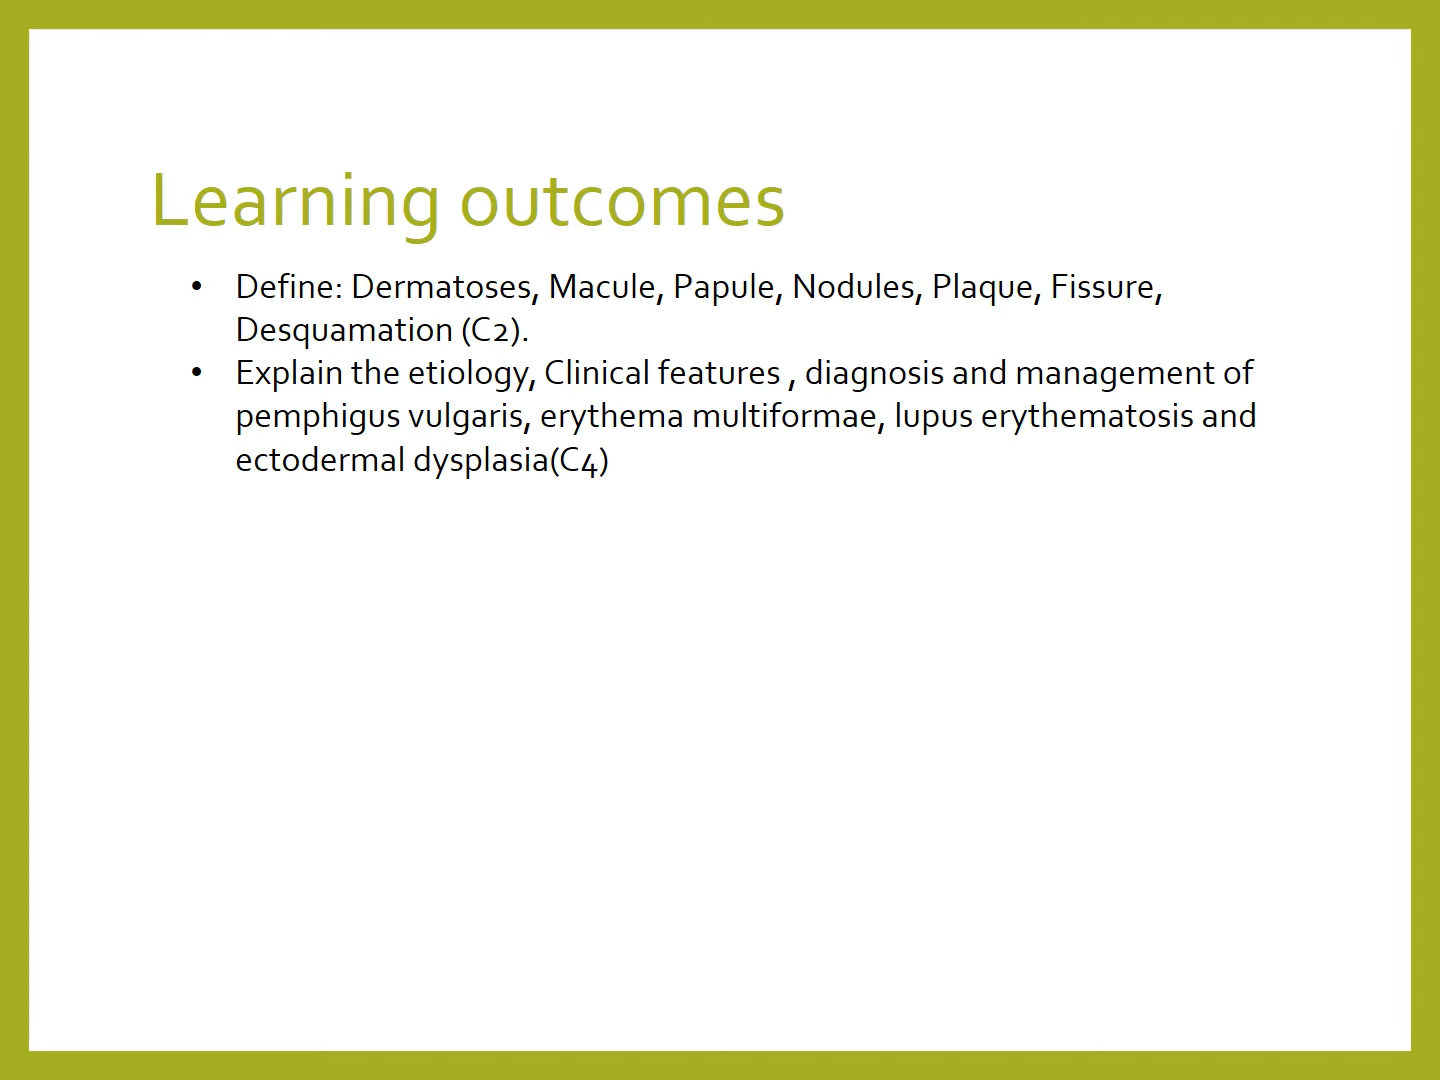 Learning outcomes
• Define: Dermatoses, Macule, Papule, Nodules, Plaque, Fissure,
Desquamation (C2).
• Explain the etiology, Clinical features , diagnosis and management of
pemphigus vulgaris, erythema multiformae, lupus erythematosis and
ectodermal dysplasia(C4)